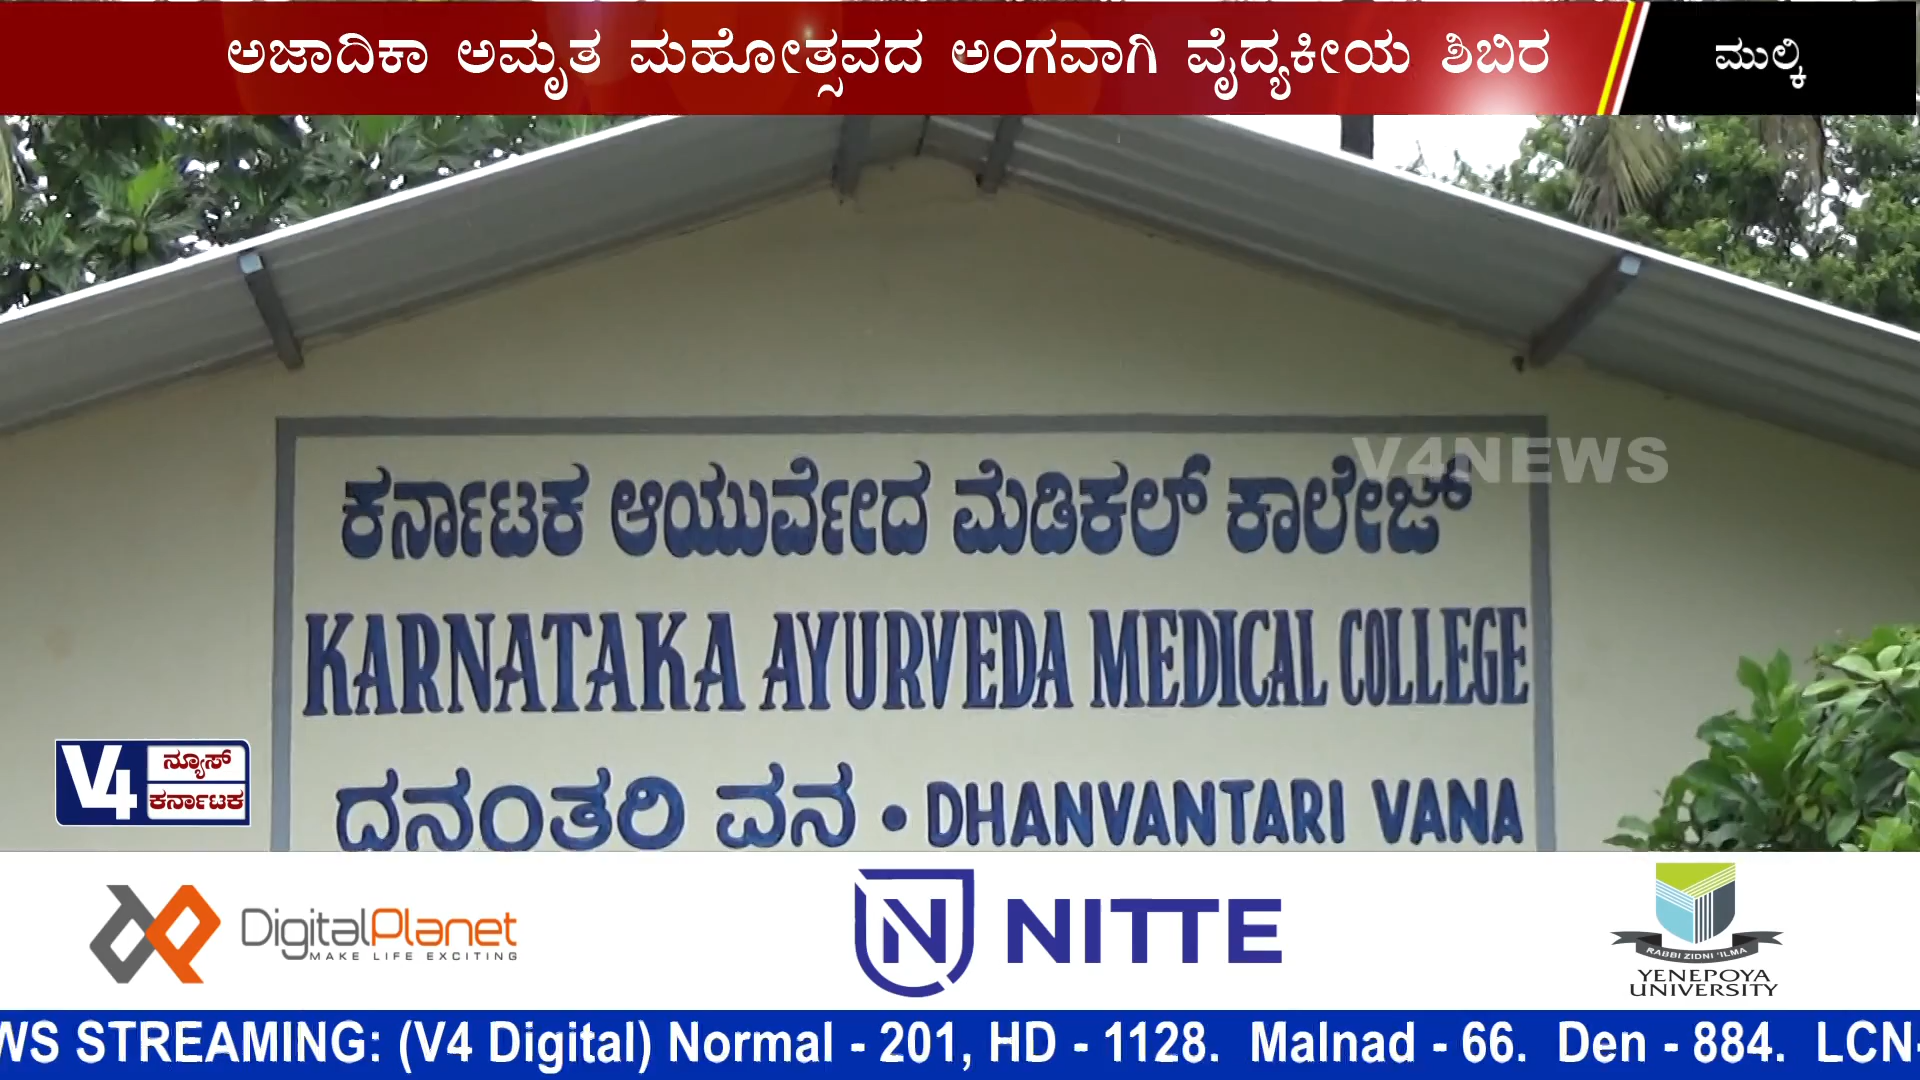 ಅಜಾದಿಕಾ ಅಮೃತ ಮಹೋತ್ಸವದ ಅಂಗವಾಗಿ ವೈದ್ಯಕೀಯ ಶಿಬಿರ
ಮುಲ್ಕಿ
V4NEWS
ಕರ್ನಾಟಕ ಆಯುರ್ವೇದ ಮೆಡಿಕಲ್ ಕಾಲೇಜ್
KARNATAKA AYURVEDA MEDICAL COLLEGE
ಧನ್ವಂತರಿ ವನ • DHANVANTARI VANA
V4 ನ್ಯೂಸ್
ಕರ್ನಾಟಕ
DigitalPlanet
MAKE LIFE EXCITING
N NITTE
RABBI ZIDNI 'ILMA
YENEPOYA
UNIVERSITY
WS STREAMING: (V4 Digital) Normal - 201, HD - 1128. Malnad - 66. Den - 884. LCN-